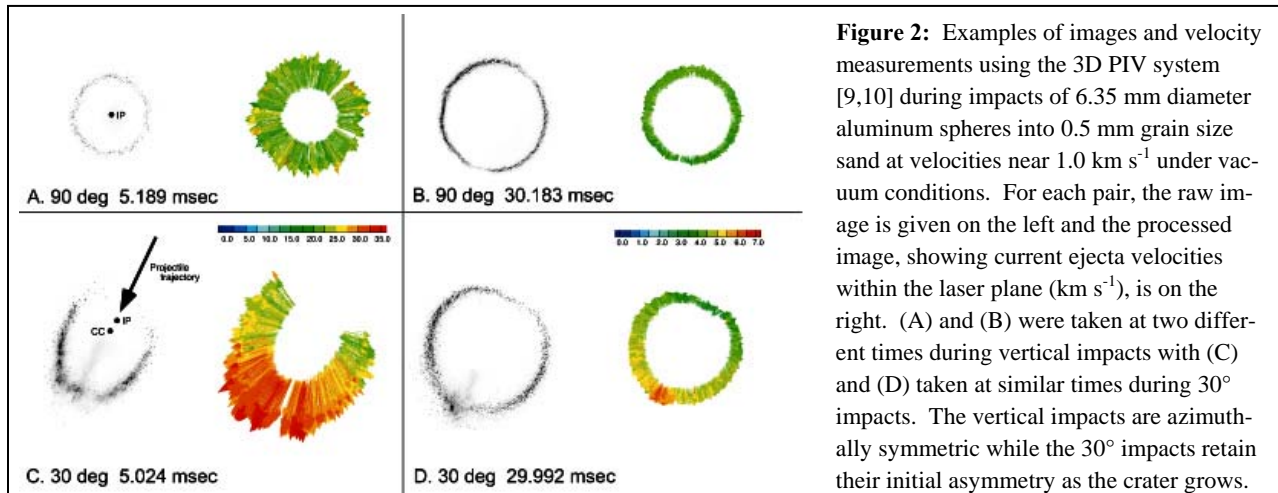 IP
A. 90 deg 5.189 msec
B. 90 deg 30.183 msec
0.0 5.0 10.0 15.0 20.0 25.0 30.0 35.0
Projectile
trajectory
IP
CC
C. 30 deg 5.024 msec
0.0 1.0 2.0 3.0 4.0 5.0 6.0 7.0
D. 30 deg 29.992 msec
Figure 2: Examples of images and velocity
measurements using the 3D PIV system
[9,10] during impacts of 6.35 mm diameter
aluminum spheres into 0.5 mm grain size
sand at velocities near 1.0 km s⁻¹ under vac-
uum conditions. For each pair, the raw im-
age is given on the left and the processed
image, showing current ejecta velocities
within the laser plane (km s⁻¹), is on the
right. (A) and (B) were taken at two differ-
ent times during vertical impacts with (C)
and (D) taken at similar times during 30°
impacts. The vertical impacts are azimuth-
ally symmetric while the 30° impacts retain
their initial asymmetry as the crater grows.